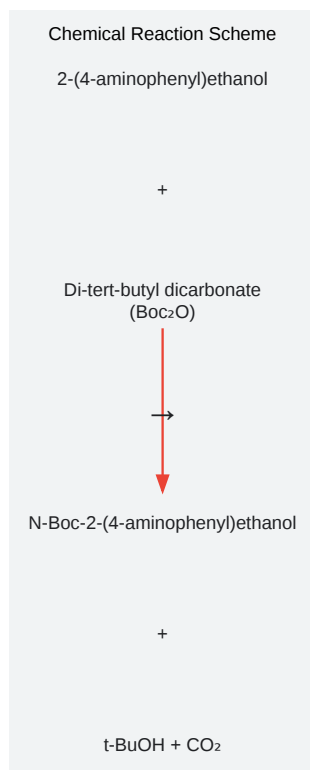 Chemical Reaction Scheme
2-(4-aminophenyl)ethanol
+
Di-tert-butyl dicarbonate
(Boc₂O)
→
N-Boc-2-(4-aminophenyl)ethanol
+
t-BuOH + CO₂